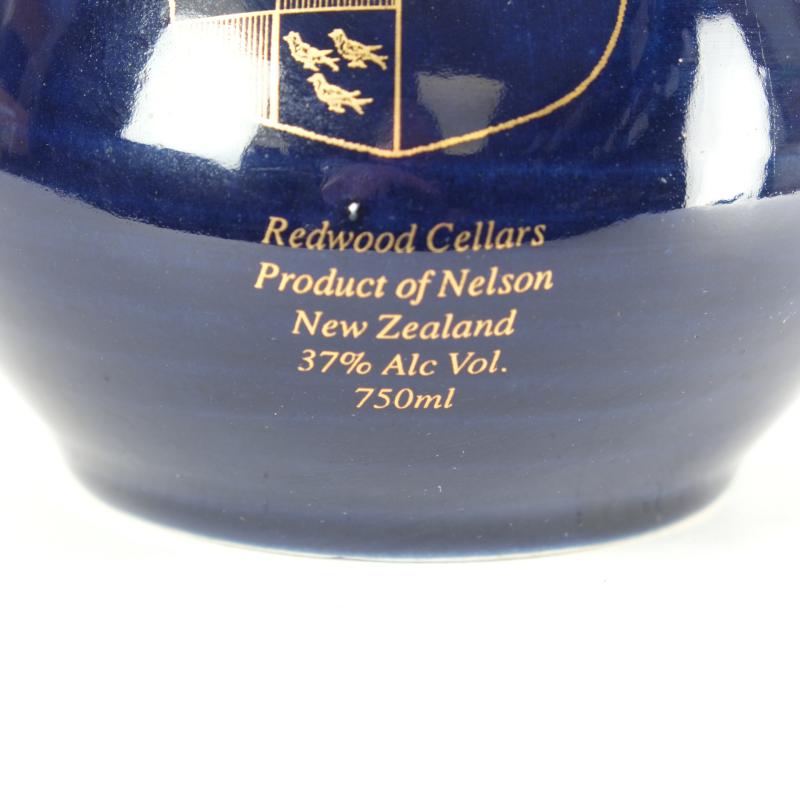 Redwood Cellars
Product of Nelson
New Zealand
37% Alc Vol.
750ml